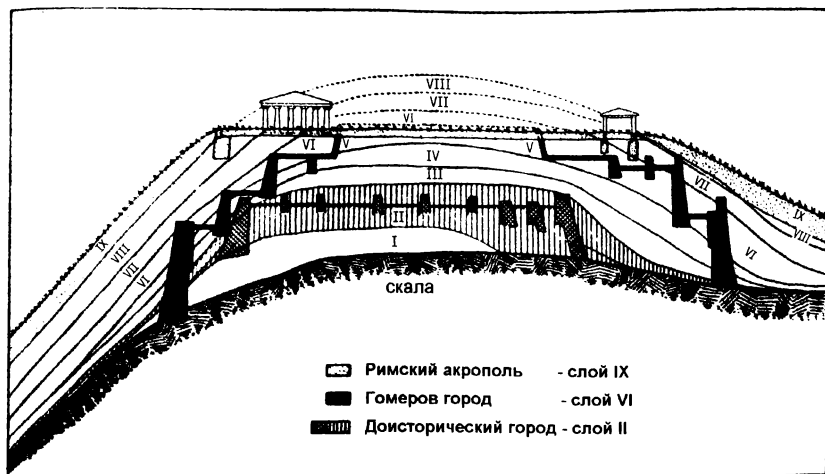 VIII
VII
VI
VI V V
IV
III
II
I
IX VIII VII VI
VII IX VIII VI
скала
Римский акрополь - слой IX
Гомеров город - слой VI
Доисторический город - слой II